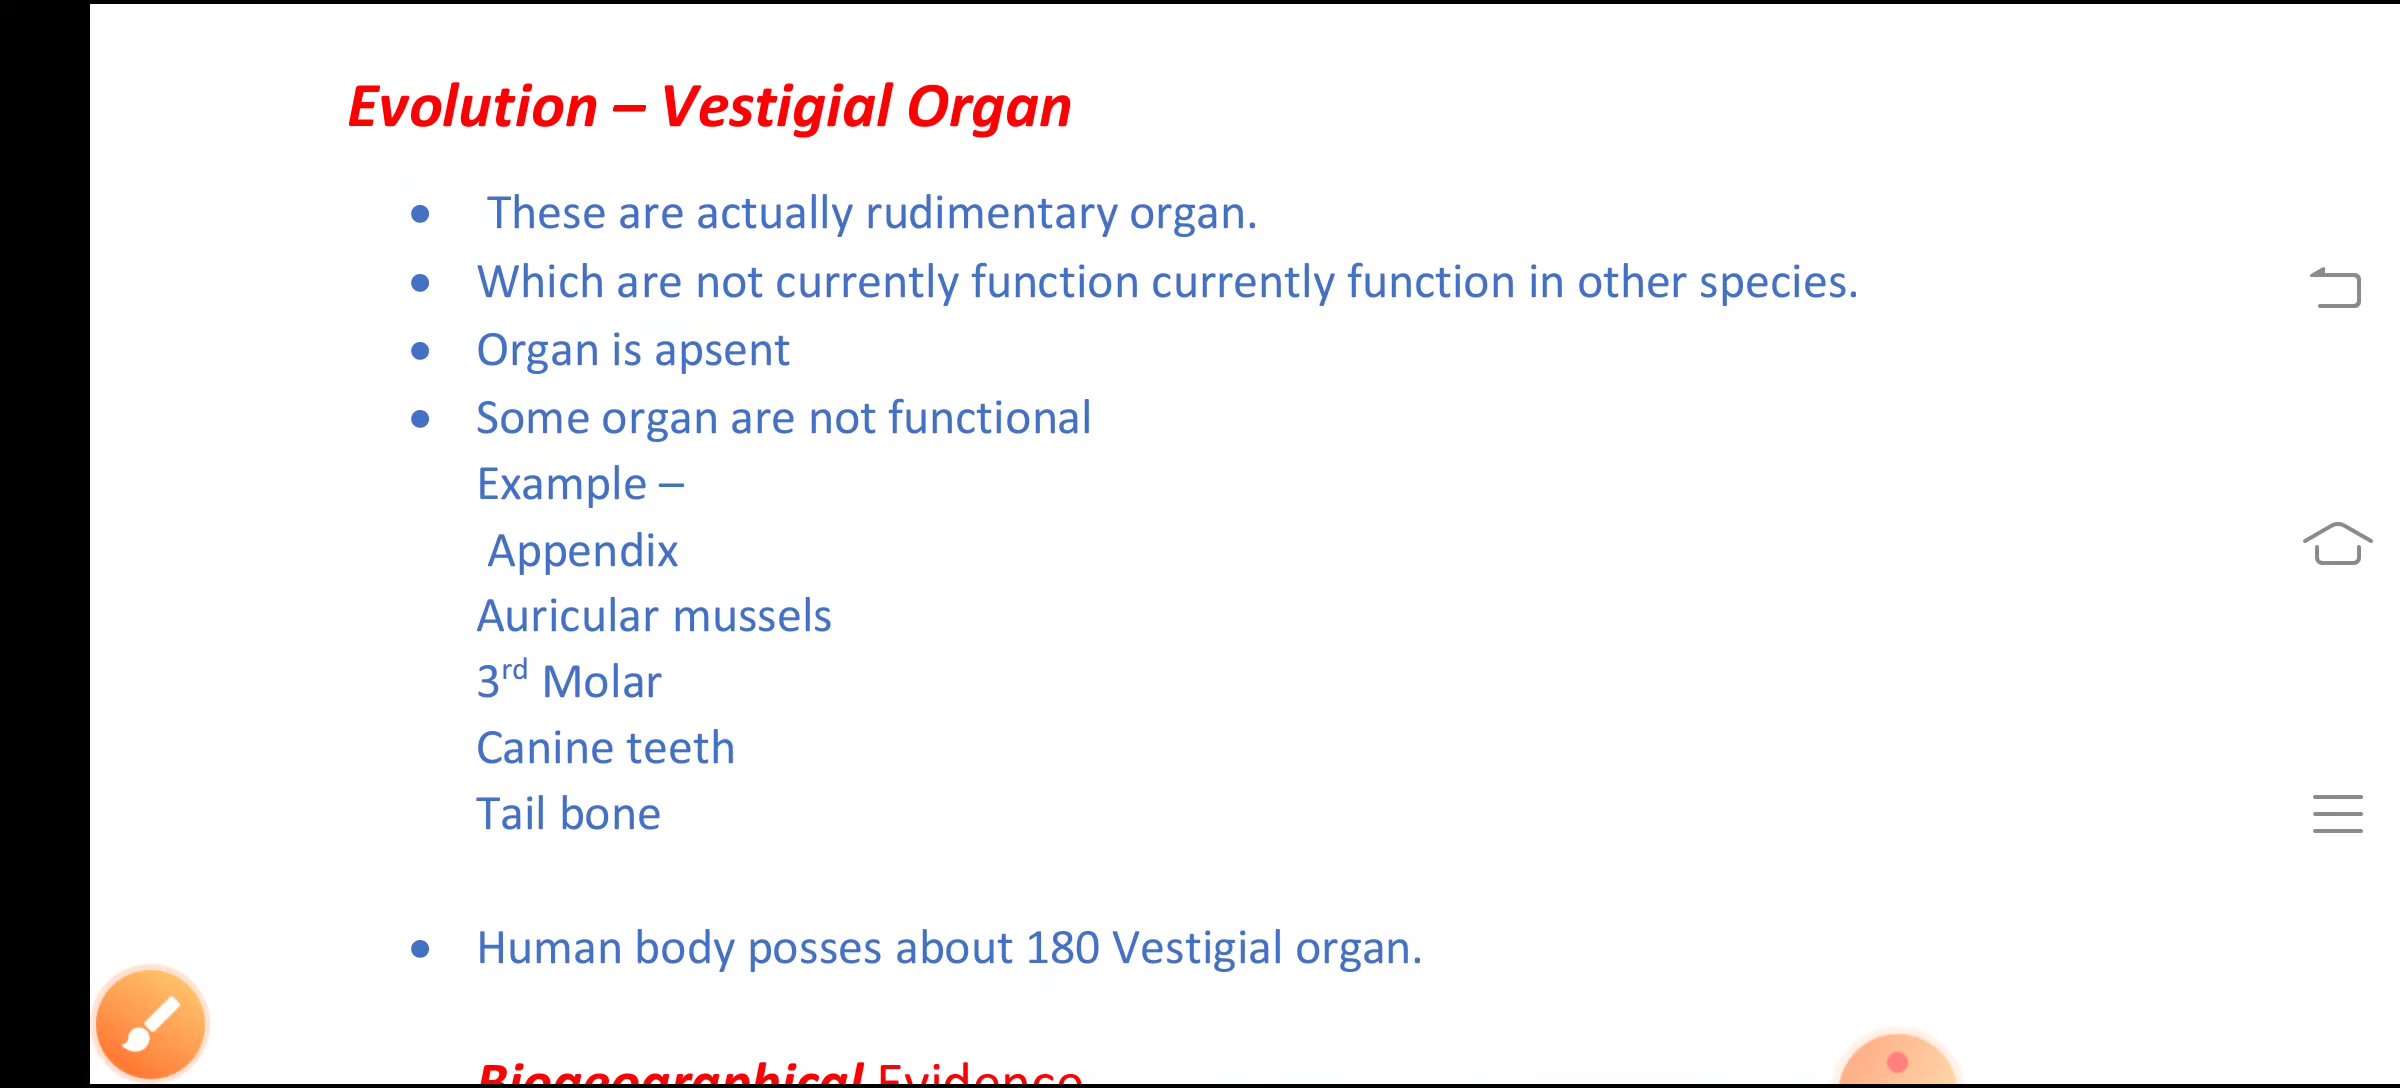 Evolution – Vestigial Organ
• These are actually rudimentary organ.
• Which are not currently function currently function in other species.
• Organ is apsent
• Some organ are not functional
Example –
Appendix
Auricular mussels
3rd Molar
Canine teeth
Tail bone
• Human body posses about 180 Vestigial organ.
Biogeographical Evidence